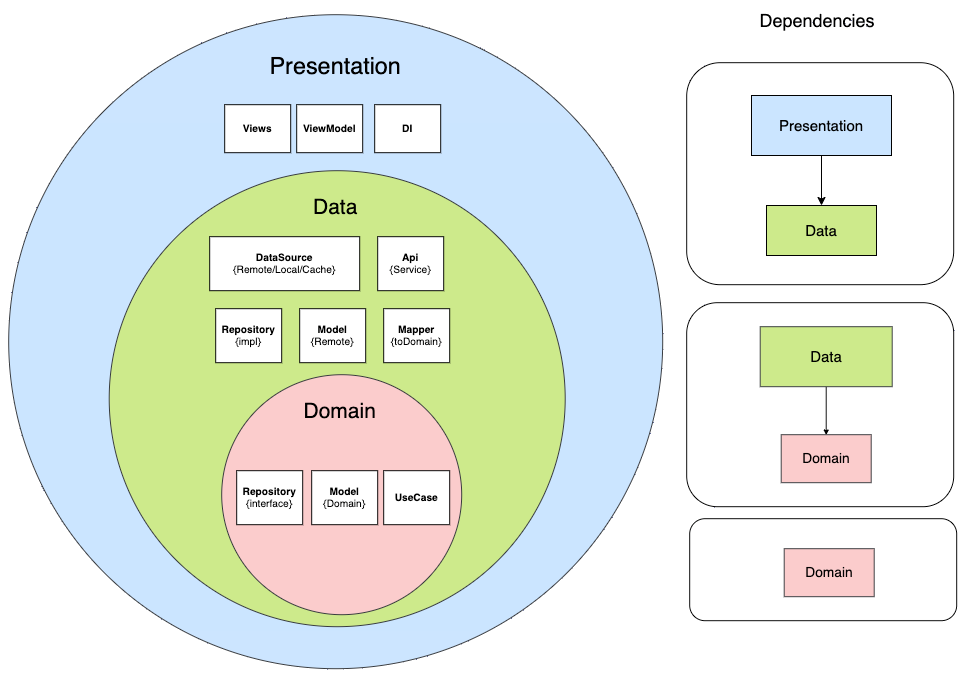 Dependencies
Presentation
Views
ViewModel
DI
Data
DataSource
{Remote/Local/Cache}
Api
{Service}
Repository
{impl}
Model
{Remote}
Mapper
{toDomain}
Domain
Repository
{interface}
Model
{Domain}
UseCase
Presentation
Data
Data
Domain
Domain